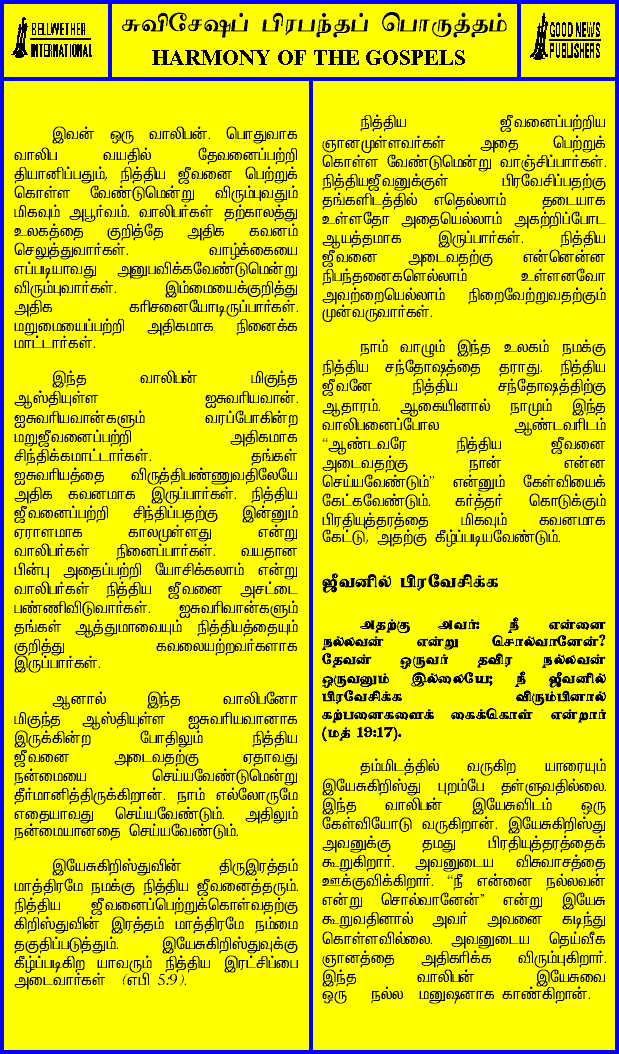 BELLWETHER
INTERNATIONAL
சுவிசேஷப் பிரபந்தப் பொருத்தம்
HARMONY OF THE GOSPELS
GOOD NEWS
PUBLISHERS
இவன் ஒரு வாலிபன். பொதுவாக
வாலிப வயதில் தேவனைப்பற்றி
தியானிப்பதும், நித்திய ஜீவனை பெற்றுக்
கொள்ள வேண்டுமென்று விரும்புவதும்
மிகவும் அபூர்வம். வாலிபர்கள் தற்காலத்து
உலகத்தை குறித்தே அதிக கவனம்
செலுத்துவார்கள். வாழ்க்கையை
எப்படியாவது அனுபவிக்கவேண்டுமென்று
விரும்புவார்கள். இம்மையைக்குறித்து
அதிக கரிசனையோடிருப்பார்கள்.
மறுமையைப்பற்றி அதிகமாக நினைக்க
மாட்டார்கள்.
இந்த வாலிபன் மிகுந்த
ஆஸ்தியுள்ள ஐசுவரியவான்.
ஐசுவரியவான்களும் வரப்போகின்ற
மறுஜீவனைப்பற்றி அதிகமாக
சிந்திக்கமாட்டார்கள். தங்கள்
ஐசுவரியத்தை விருத்திபண்ணுவதிலேயே
அதிக கவனமாக இருப்பார்கள். நித்திய
ஜீவனைப்பற்றி சிந்திப்பதற்கு இன்னும்
ஏராளமாக காலமுள்ளது என்று
வாலிபர்கள் நினைப்பார்கள். வயதான
பின்பு அதைப்பற்றி யோசிக்கலாம் என்று
வாலிபர்கள் நித்திய ஜீவனை அசட்டை
பண்ணிவிடுவார்கள். ஐசுவரிவான்களும்
தங்கள் ஆத்துமாவையும் நித்தியத்தையும்
குறித்து கவலையற்றவர்களாக
இருப்பார்கள்.
ஆனால் இந்த வாலிபனோ
மிகுந்த ஆஸ்தியுள்ள ஐசுவரியவானாக
இருக்கின்ற போதிலும் நித்திய
ஜீவனை அடைவதற்கு ஏதாவது
நன்மையை செய்யவேண்டுமென்று
தீர்மானித்திருக்கிறான். நாம் எல்லோருமே
எதையாவது செய்யவேண்டும். அதிலும்
நன்மையானதை செய்யவேண்டும்.
இயேசுகிறிஸ்துவின் திருஇரத்தம்
மாத்திரமே நமக்கு நித்திய ஜீவனைத்தரும்.
நித்திய ஜீவனைப்பெற்றுக்கொள்வதற்கு
கிறிஸ்துவின் இரத்தம் மாத்திரமே நம்மை
தகுதிப்படுத்தும். இயேசுகிறிஸ்துவுக்கு
கீழ்ப்படிகிற யாவரும் நித்திய இரட்சிப்பை
அடைவார்கள் (எபி 5:9).
நித்திய ஜீவனைப்பற்றிய
ஞானமுள்ளவர்கள் அதை பெற்றுக்
கொள்ள வேண்டுமென்று வாஞ்சிப்பார்கள்.
நித்தியஜீவனுக்குள் பிரவேசிப்பதற்கு
தங்களிடத்தில் எதெல்லாம் தடையாக
உள்ளதோ அதையெல்லாம் அகற்றிப்போட
ஆயத்தமாக இருப்பார்கள். நித்திய
ஜீவனை அடைவதற்கு என்னென்ன
நிபந்தனைகளெல்லாம் உள்ளனவோ
அவற்றையெல்லாம் நிறைவேற்றுவதற்கும்
முன்வருவார்கள்.
நாம் வாழும் இந்த உலகம் நமக்கு
நித்திய சந்தோஷத்தை தராது. நித்திய
ஜீவனே நித்திய சந்தோஷத்திற்கு
ஆதாரம். ஆகையினால் நாமும் இந்த
வாலிபனைப்போல ஆண்டவரிடம்
“ஆண்டவரே நித்திய ஜீவனை
அடைவதற்கு நான் என்ன
செய்யவேண்டும்” என்னும் கேள்வியைக்
கேட்கவேண்டும். கர்த்தர் கொடுக்கும்
பிரதியுத்தரத்தை மிகவும் கவனமாக
கேட்டு, அதற்கு கீழ்ப்படியவேண்டும்.
ஜீவனில் பிரவேசிக்க
அதற்கு அவர்: நீ என்னை
நல்லவன் என்று சொல்வானேன்?
தேவன் ஒருவர் தவிர நல்லவன்
ஒருவனும் இல்லையே; நீ ஜீவனில்
பிரவேசிக்க விரும்பினால்
கற்பனைகளைக் கைக்கொள் என்றார்
(மத் 19:17).
தம்மிடத்தில் வருகிற யாரையும்
இயேசுகிறிஸ்து புறம்பே தள்ளுவதில்லை.
இந்த வாலிபன் இயேசுவிடம் ஒரு
கேள்வியோடு வருகிறான். இயேசுகிறிஸ்து
அவனுக்கு தமது பிரதியுத்தரத்தைக்
கூறுகிறார். அவனுடைய விசுவாசத்தை
ஊக்குவிக்கிறார். “நீ என்னை நல்லவன்
என்று சொல்வானேன்” என்று இயேசு
கூறுவதினால் அவர் அவனை கடிந்து
கொள்ளவில்லை. அவனுடைய தெய்வீக
ஞானத்தை அதிகரிக்க விரும்புகிறார்.
இந்த வாலிபன் இயேசுவை
ஒரு நல்ல மனுஷனாக காண்கிறான்.